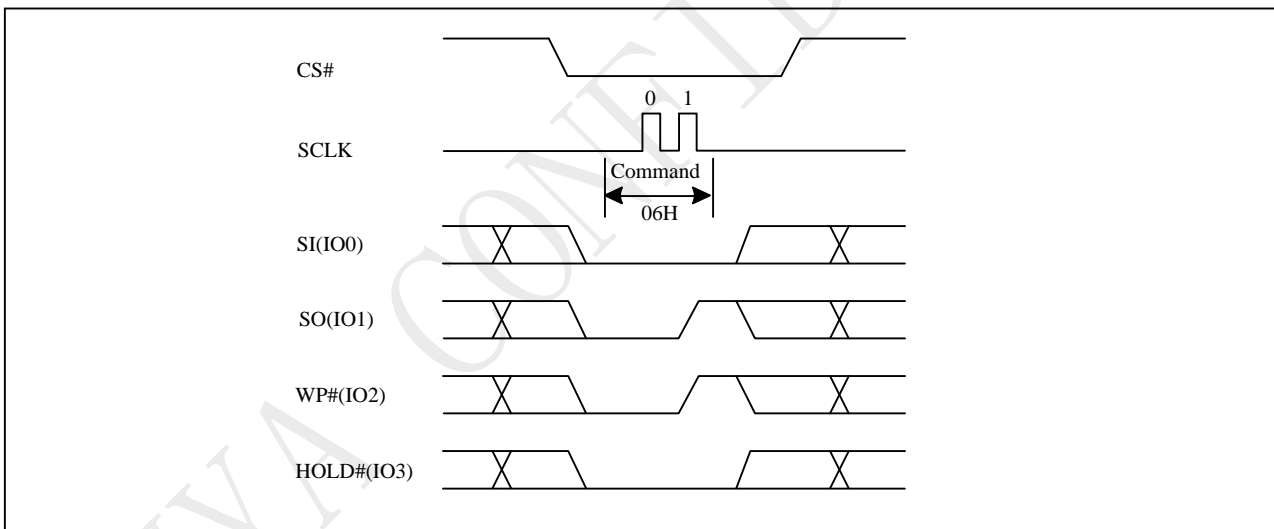 CS#
0 1
SCLK
Command
06H
SI(IO0)
SO(IO1)
WP#(IO2)
HOLD#(IO3)